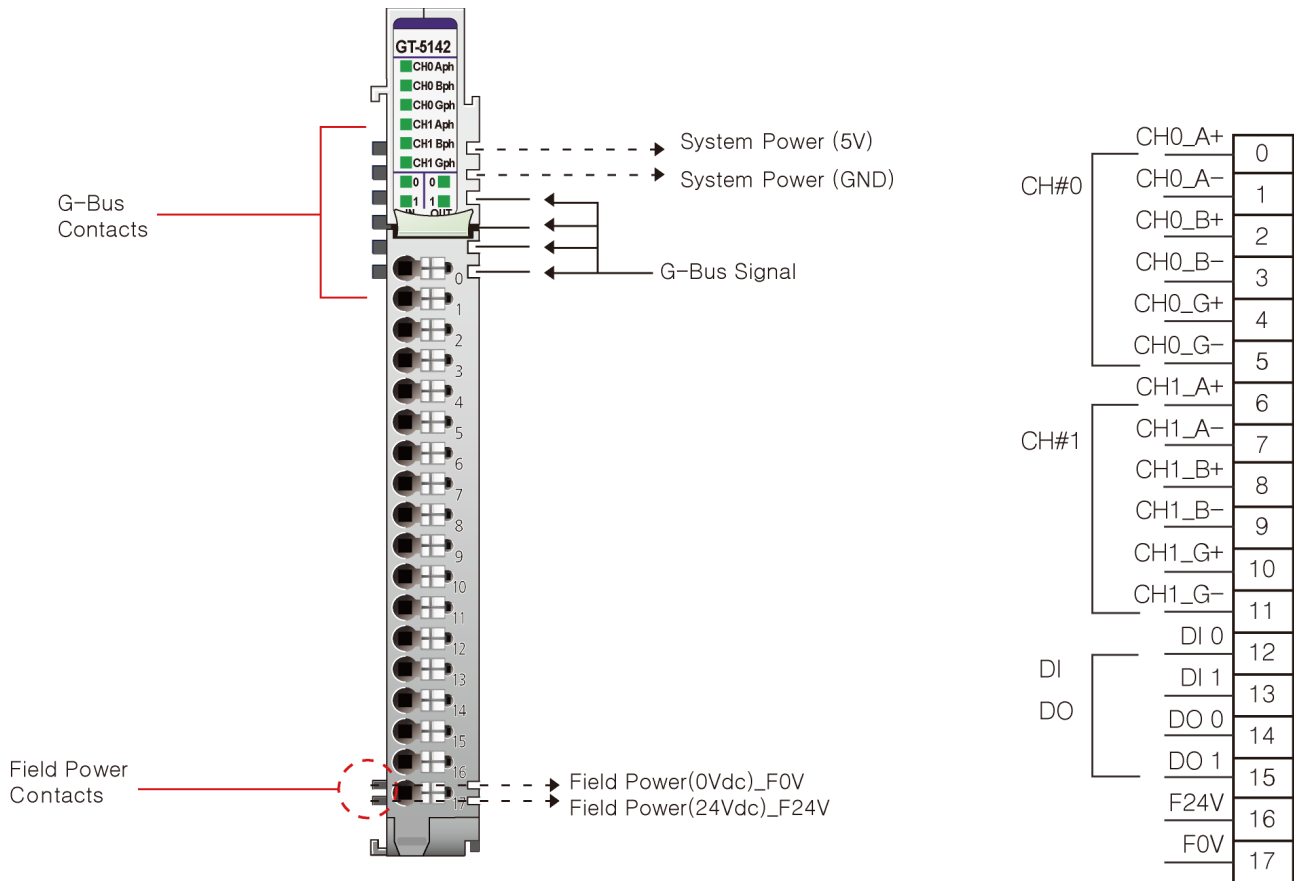 GT-5142
CH0 Aph
CH0 Bph
CH0 Gph
CH1 Aph
CH1 Bph
CH1 Gph
0 0
1 1
IN OUT
G-Bus
Contacts
System Power (5V)
System Power (GND)
G-Bus Signal
0
1
2
3
4
5
6
7
8
9
10
11
12
13
14
15
16
17
Field Power
Contacts
Field Power(0Vdc)_F0V
Field Power(24Vdc)_F24V
CH#0
CH0_A+ 0
CH0_A- 1
CH0_B+ 2
CH0_B- 3
CH0_G+ 4
CH0_G- 5
CH#1
CH1_A+ 6
CH1_A- 7
CH1_B+ 8
CH1_B- 9
CH1_G+ 10
CH1_G- 11
DI
DO
DI 0 12
DI 1 13
DO 0 14
DO 1 15
F24V 16
F0V 17